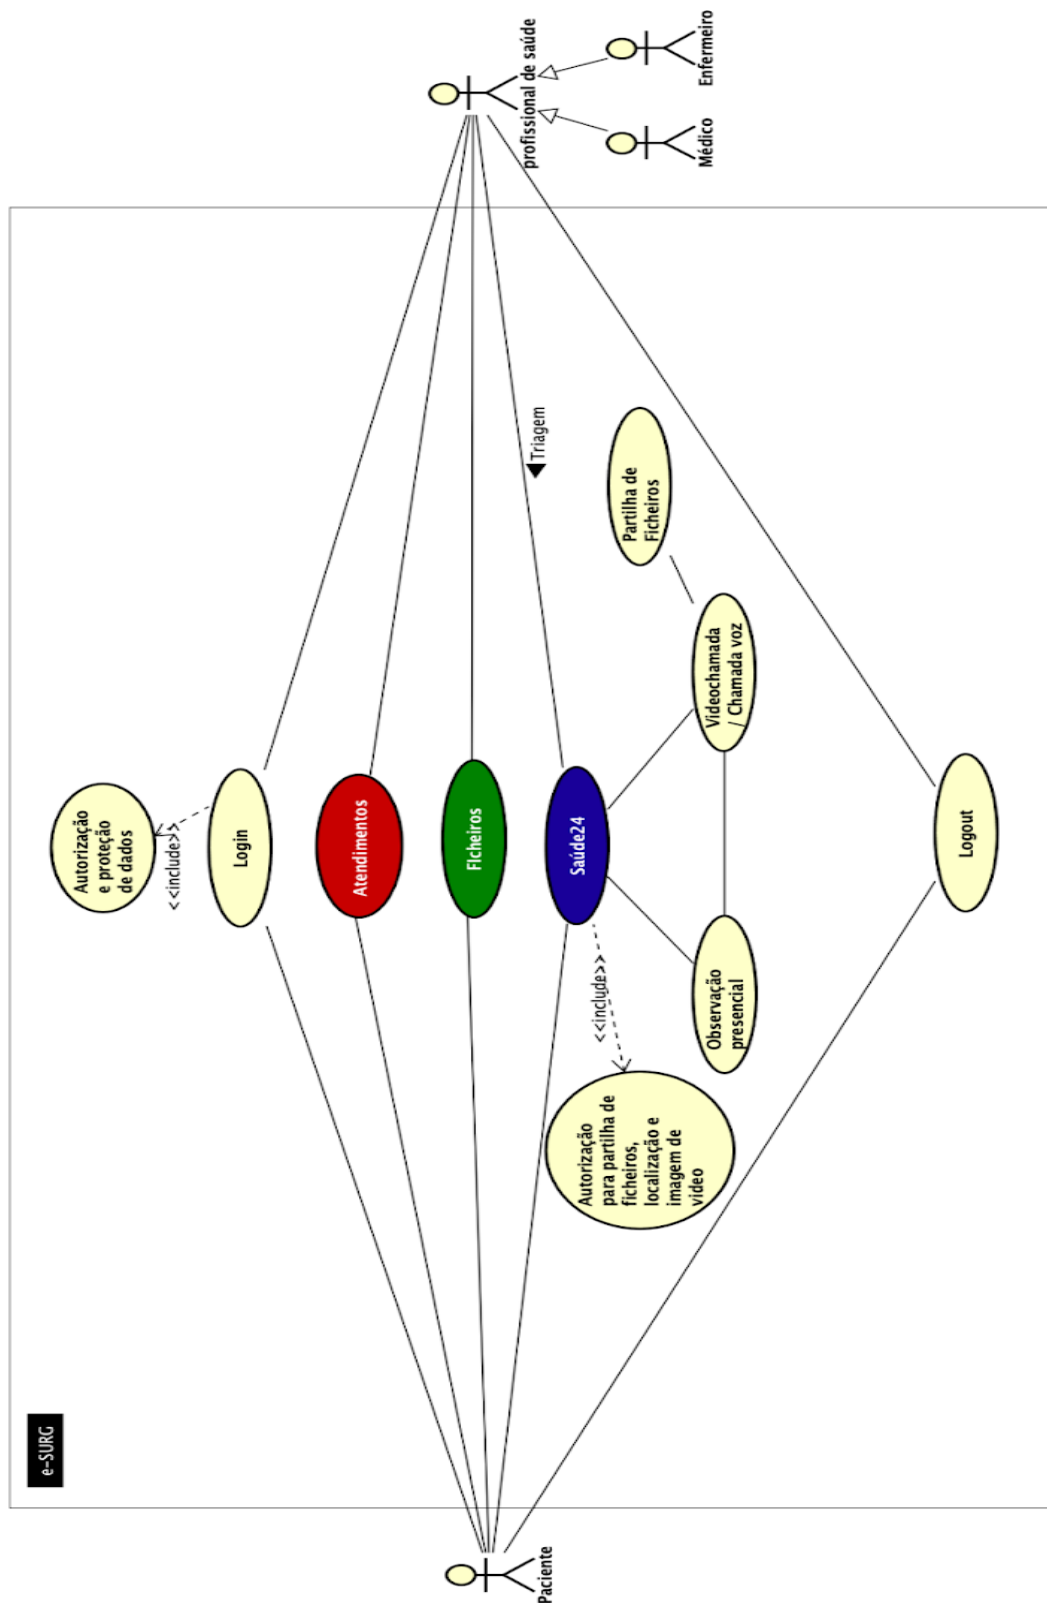 e-SURG
Autorização
e proteção
de dados
<<include>>
Login
Atendimentos
FIcheiros
Saúde24
Triagem
<<include>>
Autorização
para partilha de
ficheiros,
localização e
imagem de
video
Observação
presencial
Videochamada
/ Chamada voz
Partilha de
Ficheiros
Logout
Paciente
profissional de saúde
Médico
Enfermeiro